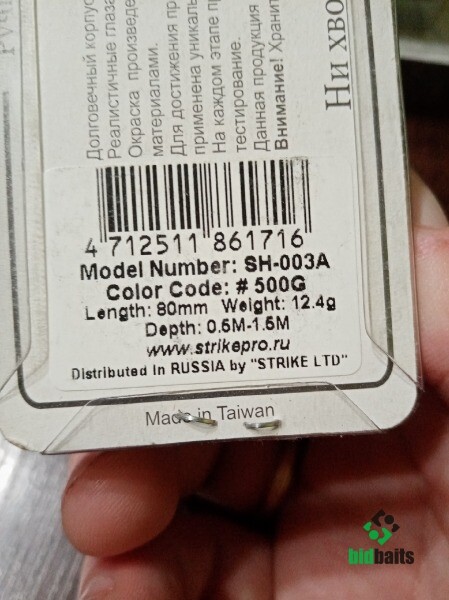 Долговечный корпус
Реалистичные глаза
Окраска произведе
материалами.
Для достижения пр
применена уникаль
На каждом этапе п
тестирование.
Данная продукция
Внимание! Хранит
Ни хво
4 712511 861716
Model Number: SH-003A
Color Code: # 500G
Length: 80mm Weight: 12.4g
Depth: 0.5M-1.5M
www.strikepro.ru
Distributed In RUSSIA by "STRIKE LTD"
Made in Taiwan
bidbaits